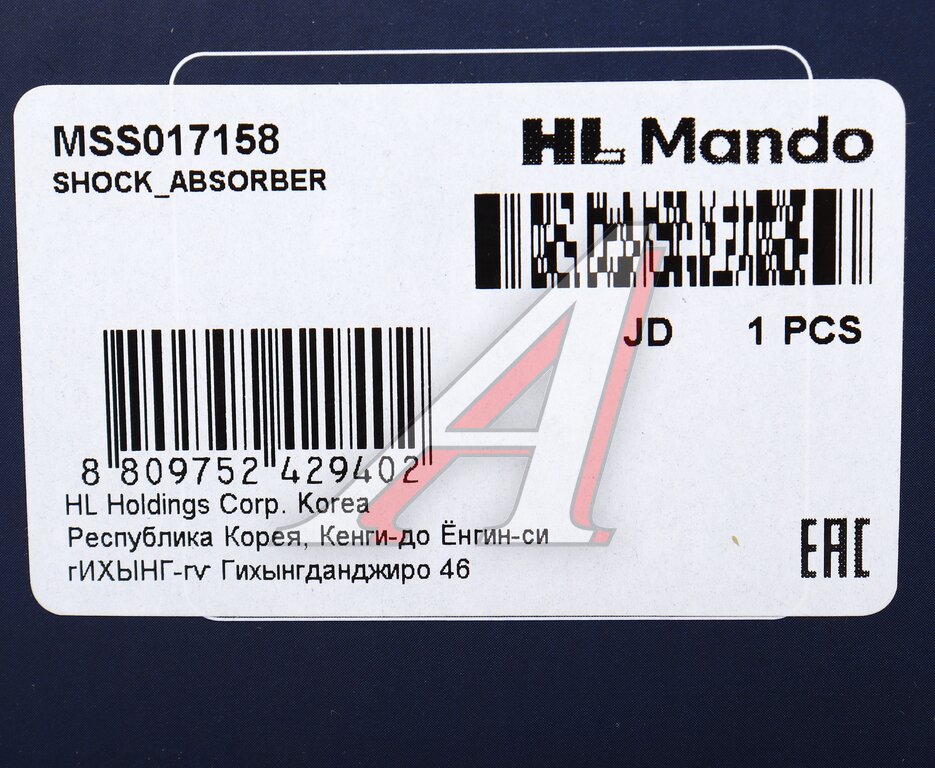 MSS017158
SHOCK_ABSORBER
HL Mando
JD 1 PCS
8 809752 429402
HL Holdings Corp. Korea
Республика Корея, Кенги-до Ёнгин-си
гИХЫНГ-гv Гихынгданджиро 46
EAC